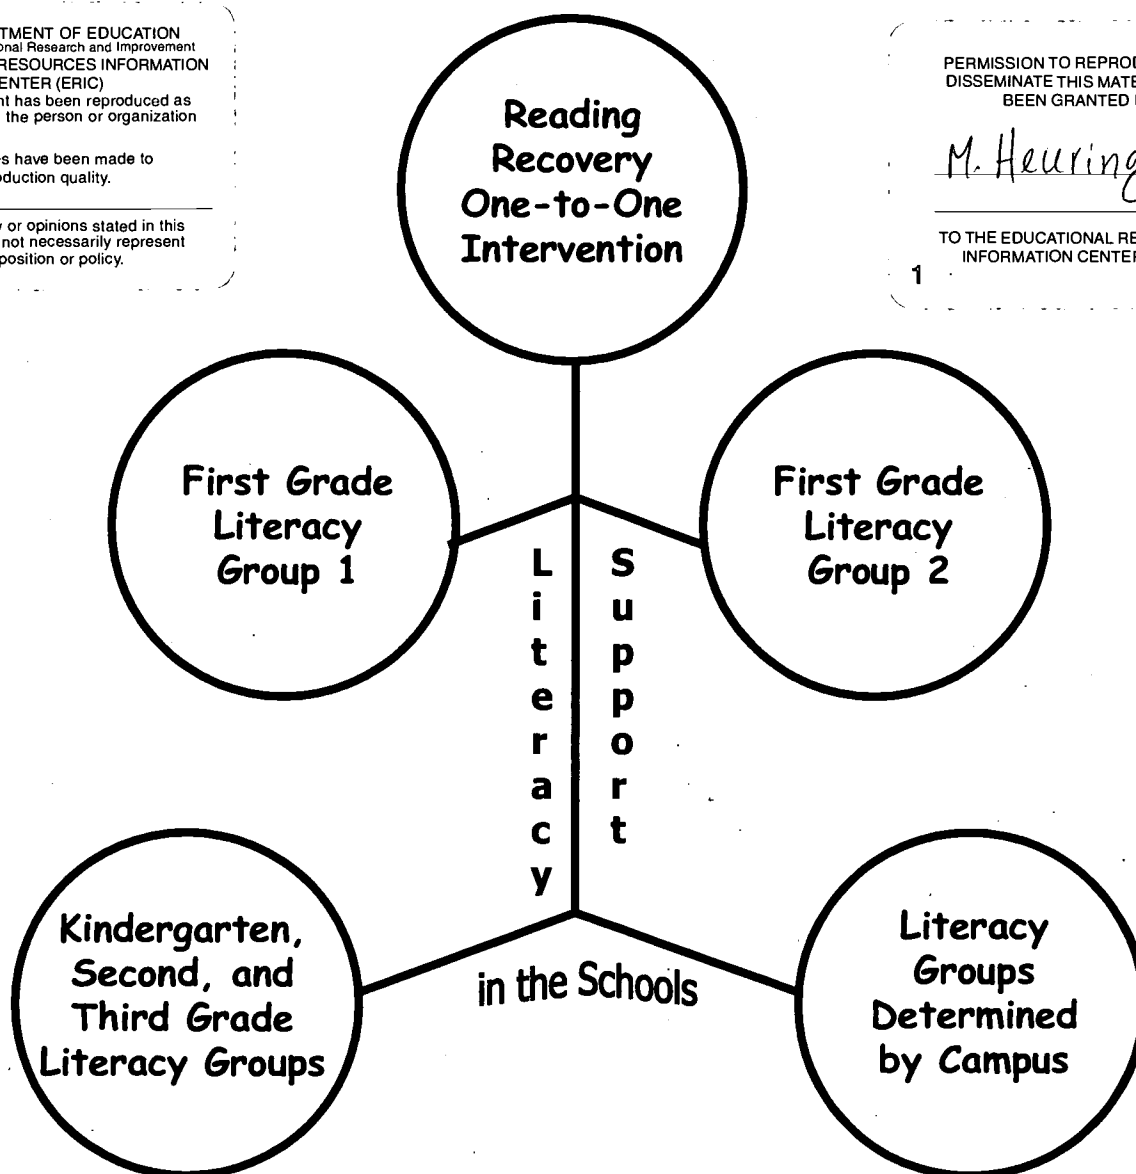 TMENT OF EDUCATION
onal Research and Improvement
RESOURCES INFORMATION
ENTER (ERIC)
nt has been reproduced as
the person or organization
s have been made to
oduction quality.
or opinions stated in this
not necessarily represent
position or policy.
PERMISSION TO REPROD
DISSEMINATE THIS MATE
BEEN GRANTED
M. Heuring
TO THE EDUCATIONAL RE
INFORMATION CENTER
1
Reading
Recovery
One-to-One
Intervention
First Grade
Literacy
Group 1
First Grade
Literacy
Group 2
Literacy
Support
in the Schools
Kindergarten,
Second, and
Third Grade
Literacy Groups
Literacy
Groups
Determined
by Campus